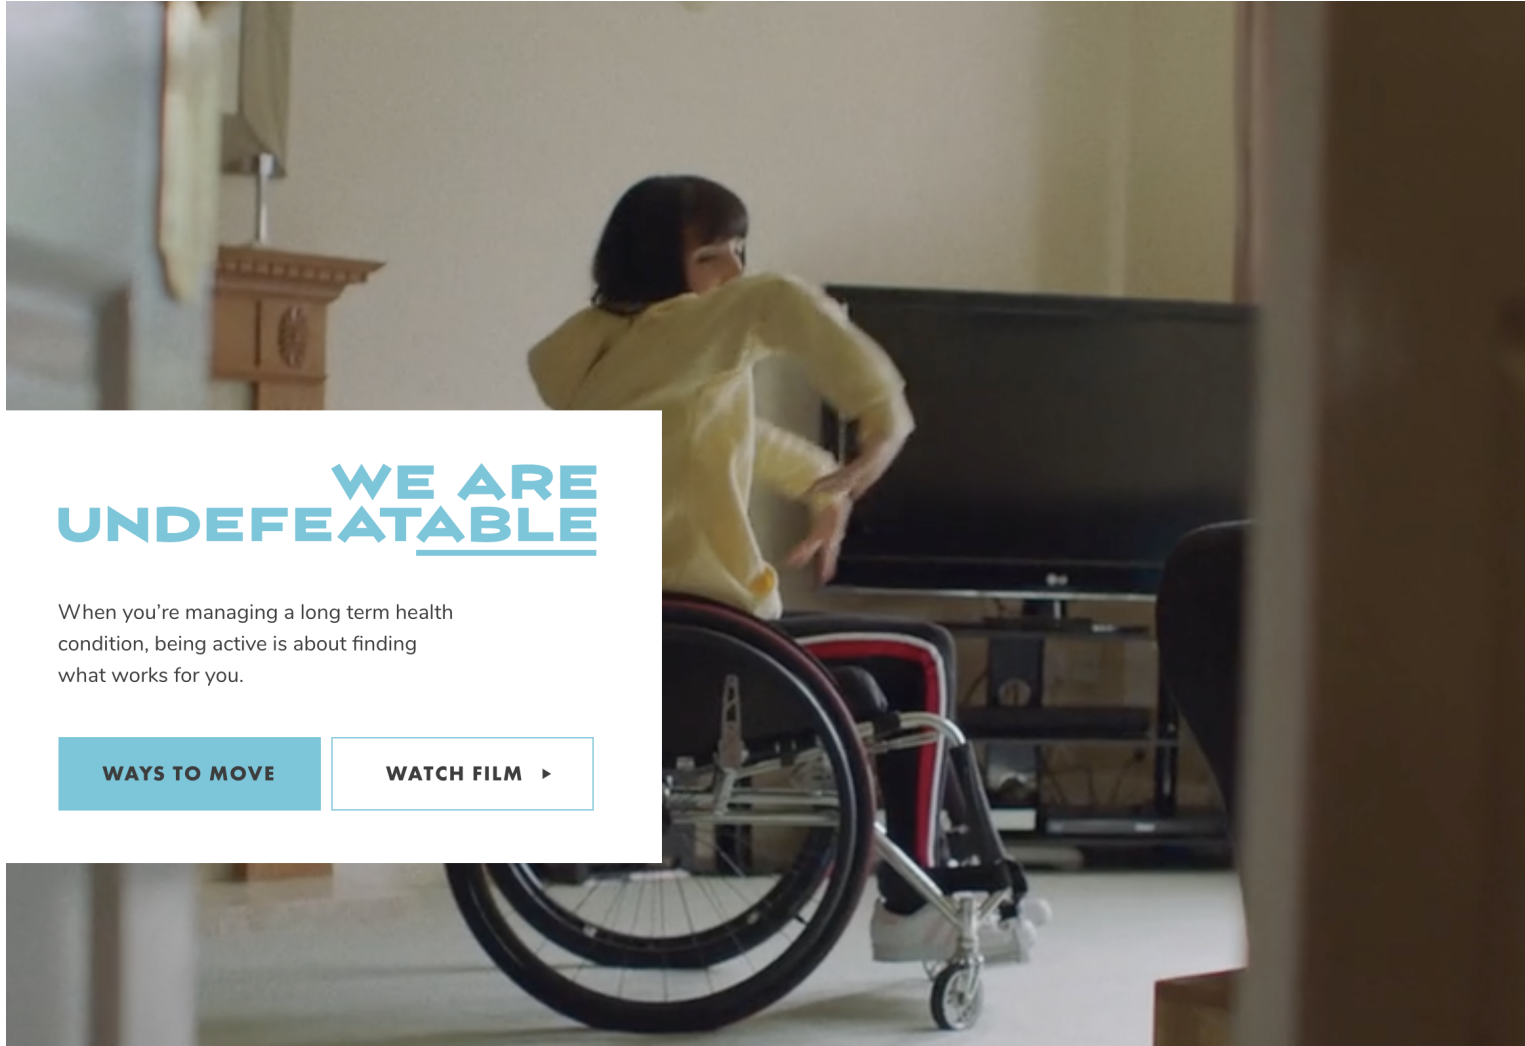 WE ARE
UNDEFEATABLE
When you’re managing a long term health
condition, being active is about finding
what works for you.
WAYS TO MOVE
WATCH FILM